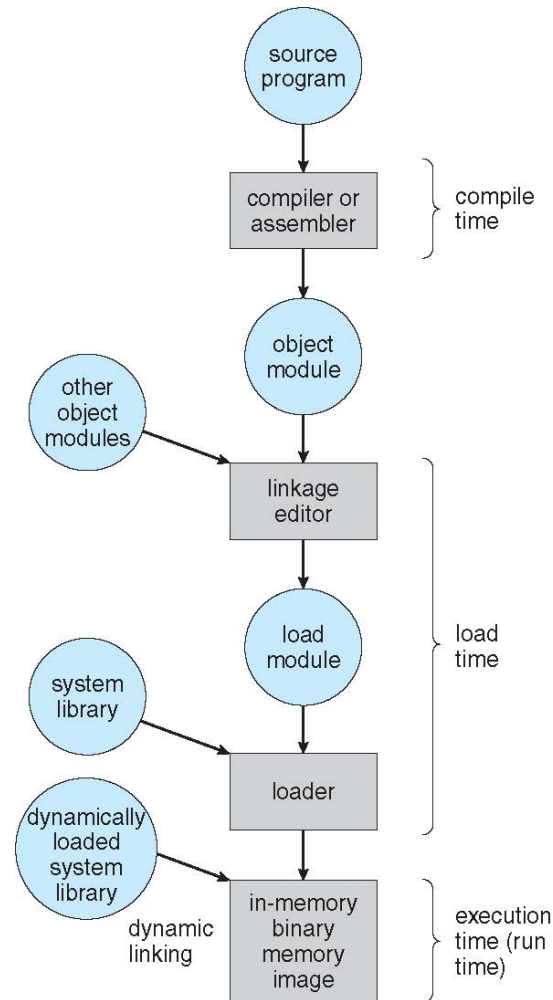 source
program
compiler or
assembler
compile
time
object
module
other
object
modules
linkage
editor
load
module
load
time
system
library
loader
dynamically
loaded
system
library
dynamic
linking
in-memory
binary
memory
image
execution
time (run
time)